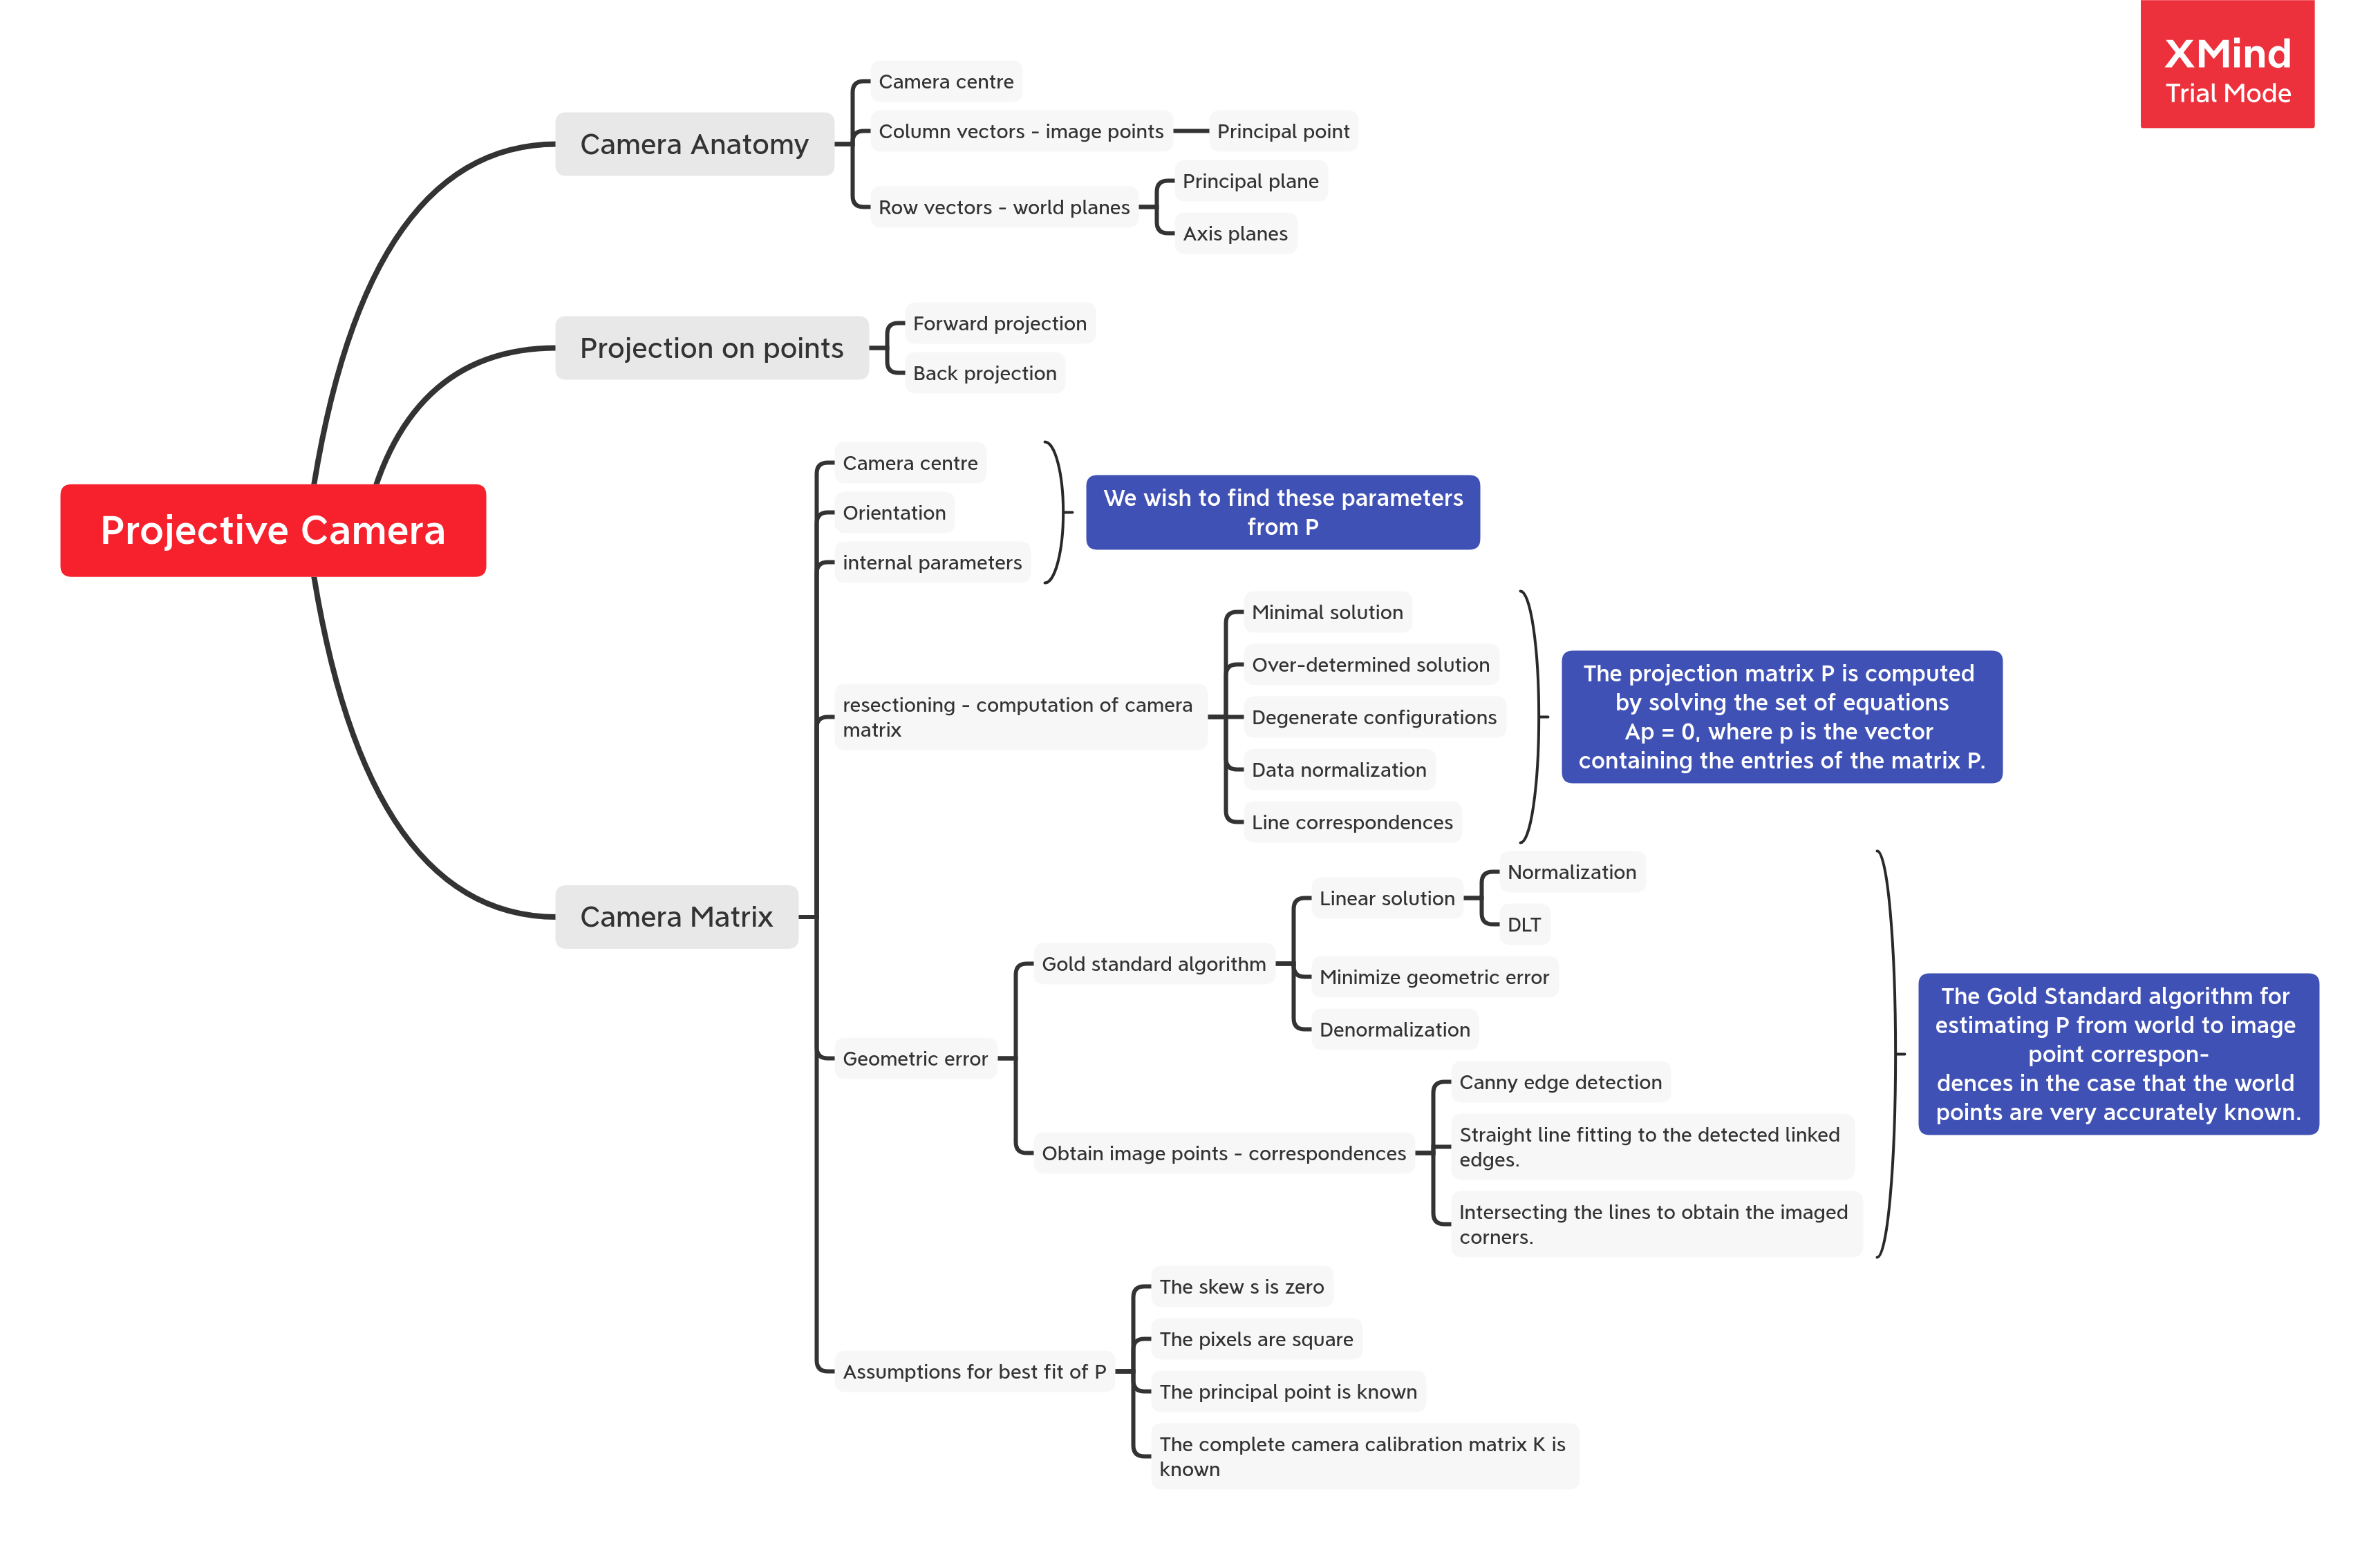 XMind
Trial Mode
Camera centre
Camera Anatomy
Column vectors - image points
Principal point
Row vectors - world planes
Principal plane
Axis planes
Projection on points
Forward projection
Back projection
Projective Camera
Camera centre
Orientation
internal parameters
We wish to find these parameters
from P
resectioning - computation of camera
matrix
Minimal solution
Over-determined solution
Degenerate configurations
Data normalization
Line correspondences
The projection matrix P is computed
by solving the set of equations
Ap = 0, where p is the vector
containing the entries of the matrix P.
Camera Matrix
Geometric error
Gold standard algorithm
Linear solution
Normalization
DLT
Minimize geometric error
Denormalization
Obtain image points - correspondences
Canny edge detection
Straight line fitting to the detected linked
edges.
Intersecting the lines to obtain the imaged
corners.
The Gold Standard algorithm for
estimating P from world to image
point correspon-
dences in the case that the world
points are very accurately known.
Assumptions for best fit of P
The skew s is zero
The pixels are square
The principal point is known
The complete camera calibration matrix K is
known